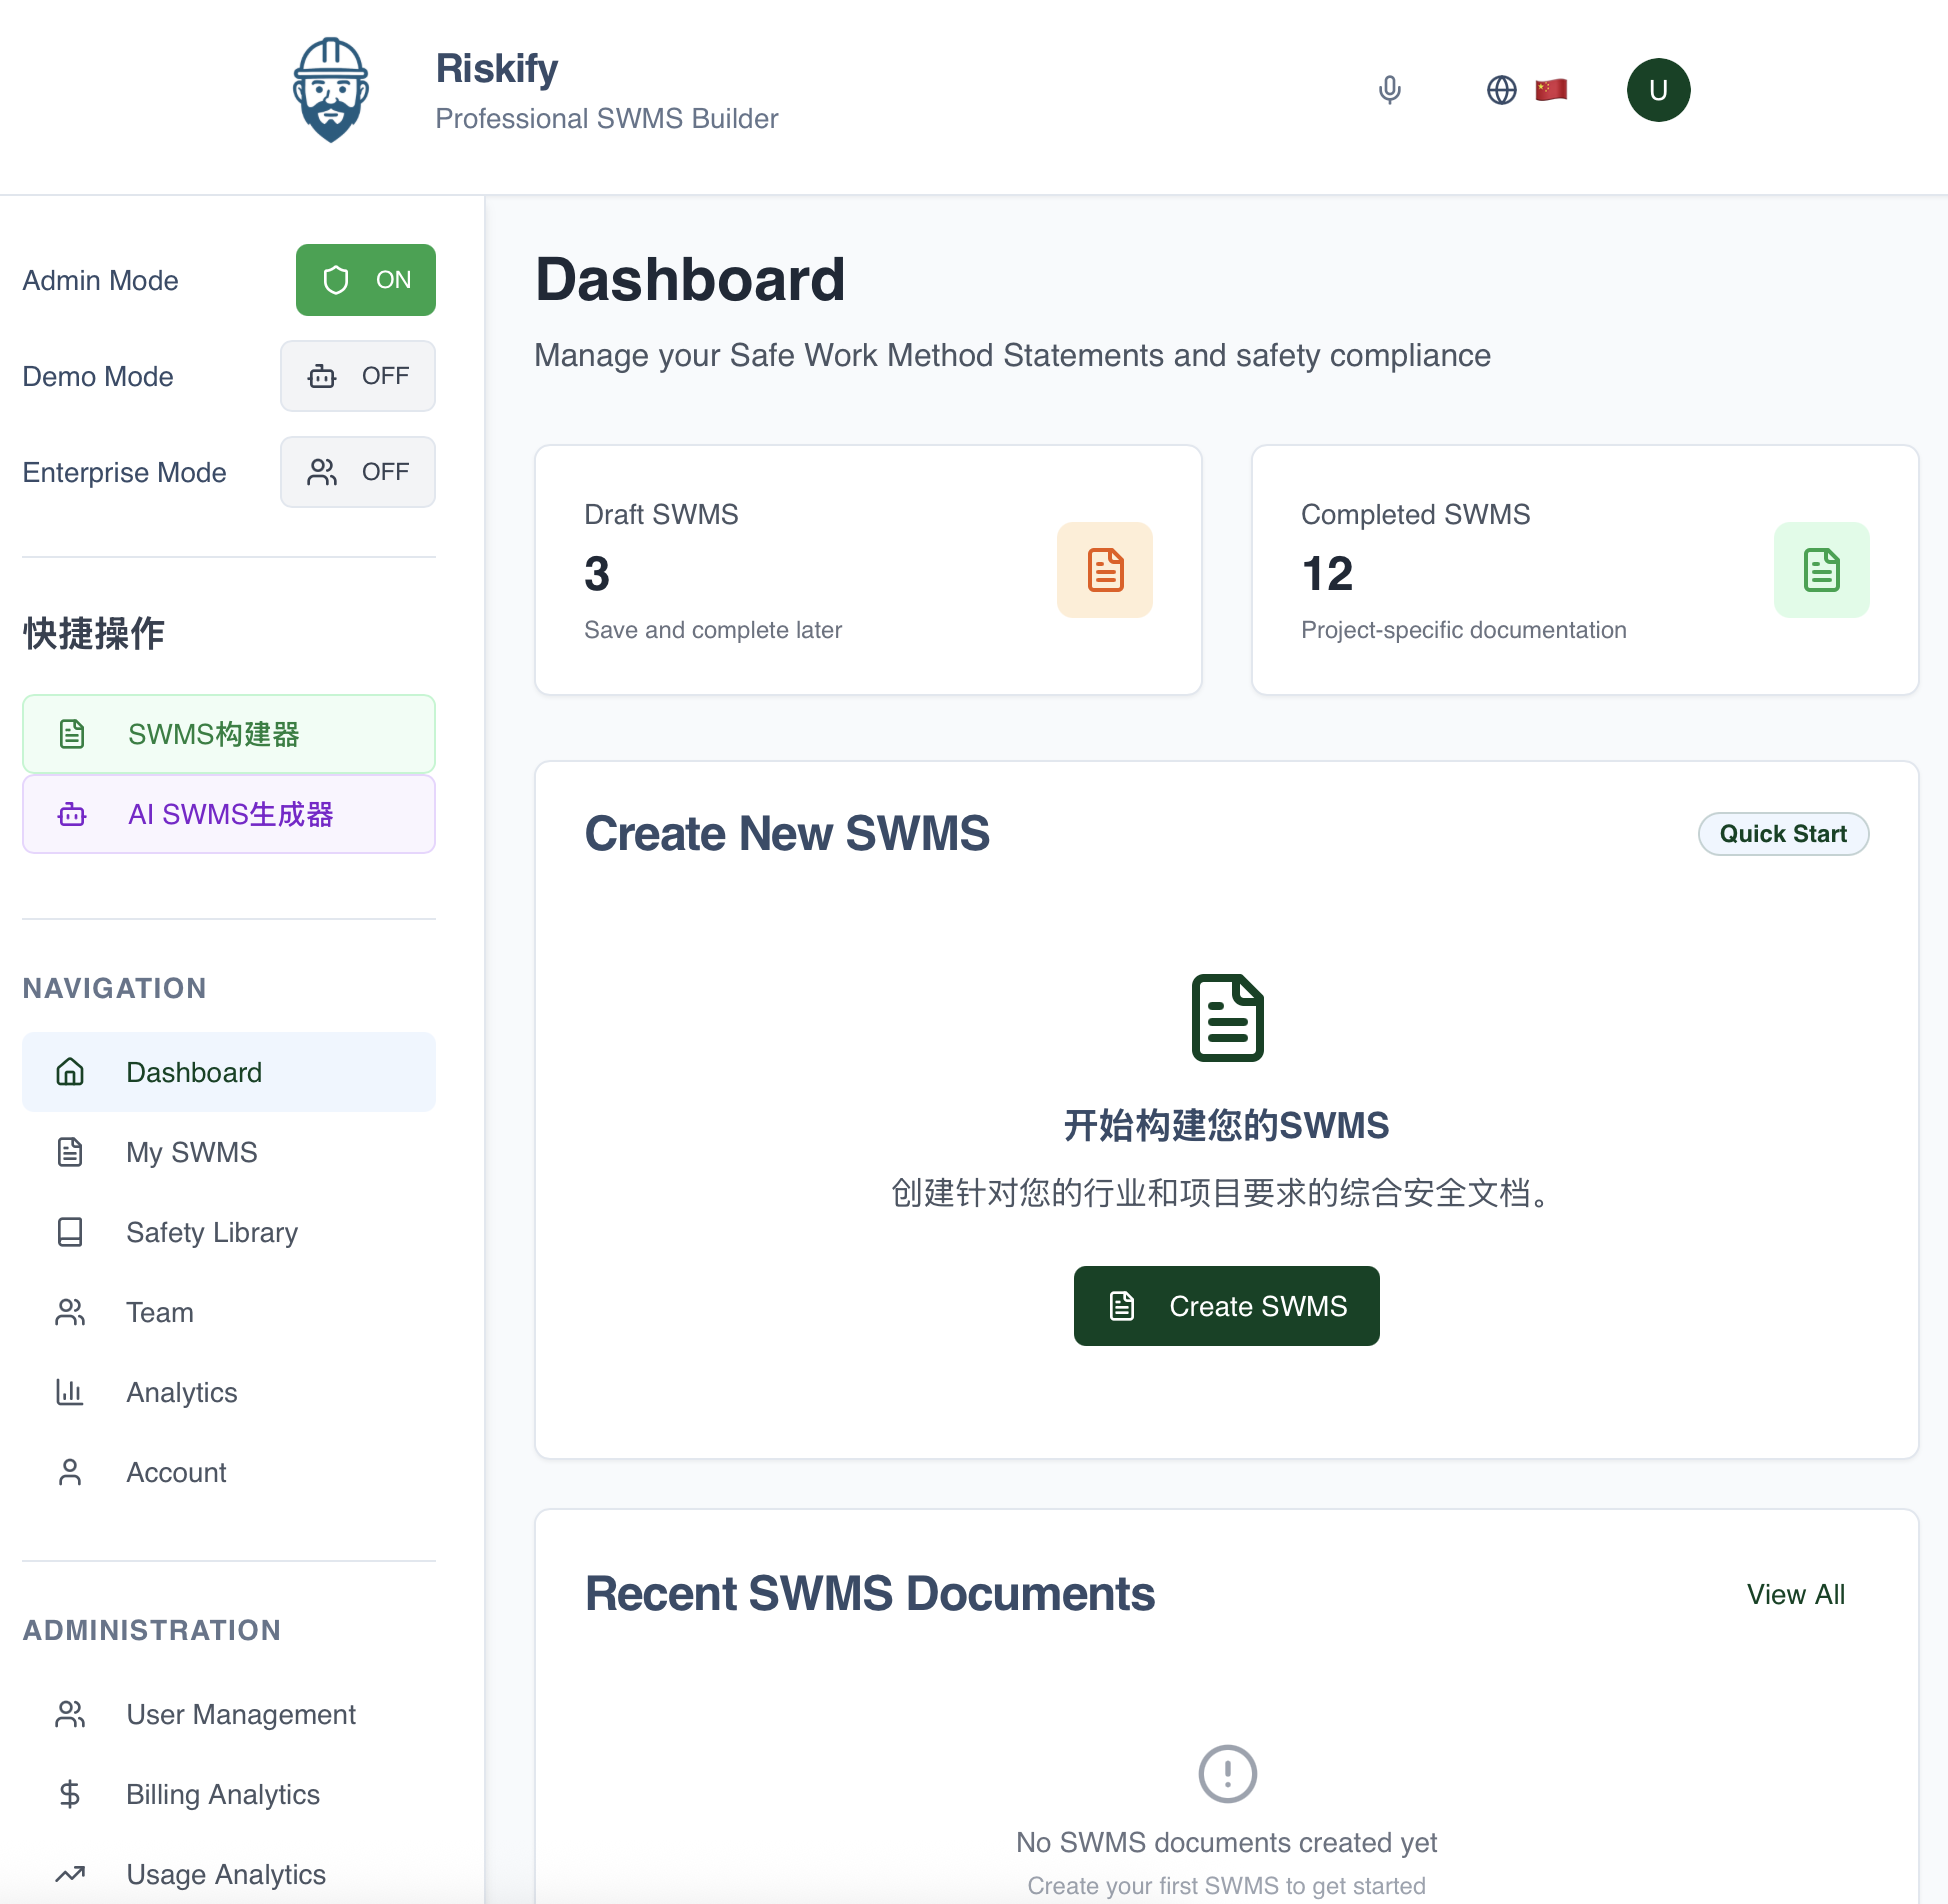 Riskify
Professional SWMS Builder
U
Admin Mode
ON
Demo Mode
OFF
Enterprise Mode
OFF
快捷操作
SWMS构建器
AI SWMS生成器
NAVIGATION
Dashboard
My SWMS
Safety Library
Team
Analytics
Account
ADMINISTRATION
User Management
Billing Analytics
Usage Analytics
Dashboard
Manage your Safe Work Method Statements and safety compliance
Draft SWMS
3
Save and complete later
Completed SWMS
12
Project-specific documentation
Create New SWMS
Quick Start
开始构建您的SWMS
创建针对您的行业和项目要求的综合安全文档。
Create SWMS
Recent SWMS Documents
View All
No SWMS documents created yet
Create your first SWMS to get started